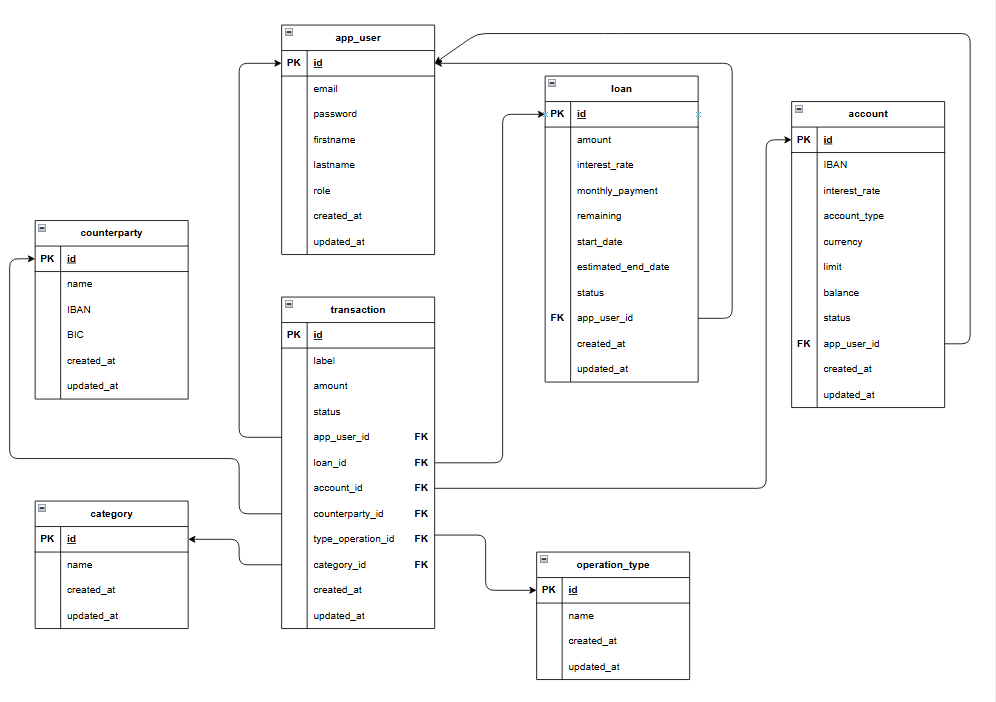 app_user
PK id
email
password
firstname
lastname
role
created_at
updated_at
loan
PK id
amount
interest_rate
monthly_payment
remaining
start_date
estimated_end_date
status
FK app_user_id
created_at
updated_at
account
PK id
IBAN
interest_rate
account_type
currency
limit
balance
status
FK app_user_id
created_at
updated_at
counterparty
PK id
name
IBAN
BIC
created_at
updated_at
transaction
PK id
label
amount
status
app_user_id FK
loan_id FK
account_id FK
counterparty_id FK
type_operation_id FK
category_id FK
created_at
updated_at
category
PK id
name
created_at
updated_at
operation_type
PK id
name
created_at
updated_at